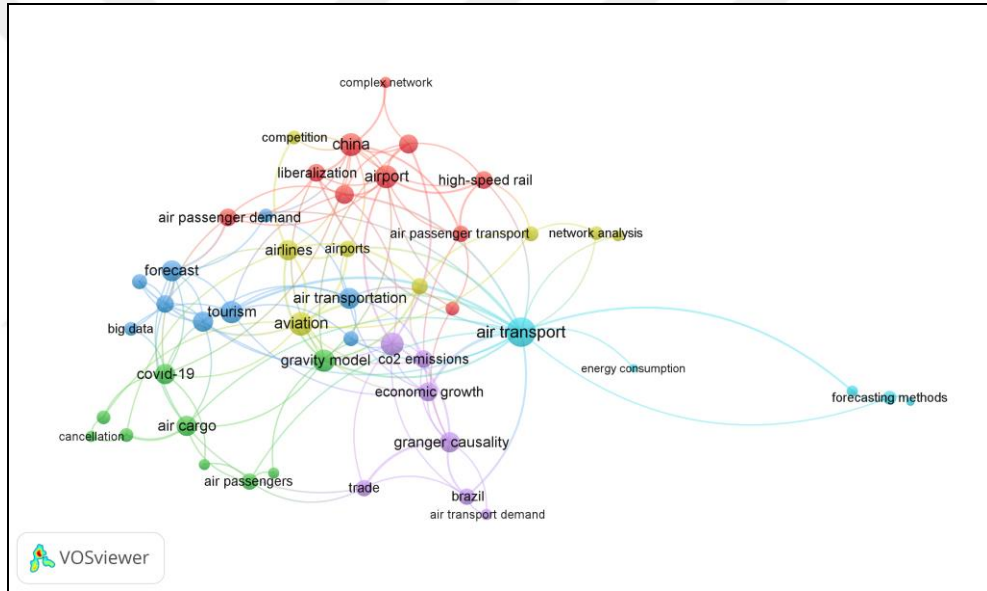 complex network
competition
china
liberalization
airport
high-speed rail
air passenger demand
air passenger transport
network analysis
airlines
airports
forecast
air transportation
tourism
big data
aviation
air transport
gravity model
co2 emissions
energy consumption
covid-19
economic growth
forecasting methods
air cargo
cancellation
granger causality
air passengers
trade
brazil
air transport demand
VOSviewer